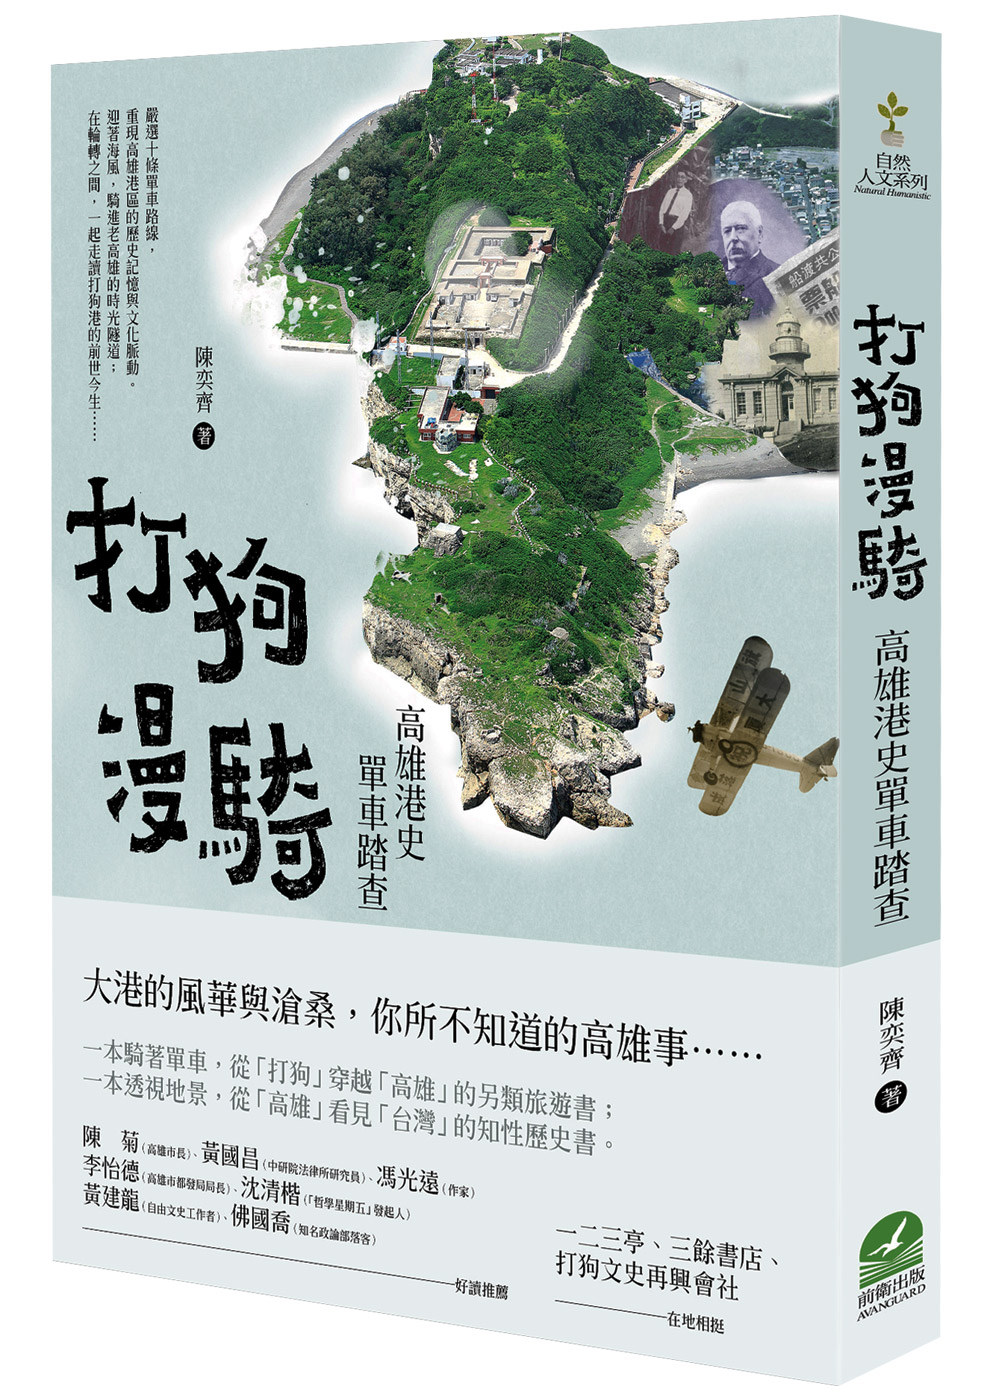 嚴選十條單車路線，
重現高雄港區的歷史記憶與文化脈動。
迎著海風，騎進老高雄的時光隧道；
在輪轉之間，一起走讀打狗港的前世今生……
陳奕齊 著
打狗
漫騎
高雄港史
單車踏查
船渡共公
票船
大港的風華與滄桑，你所不知道的高雄事……
一本騎著單車，從「打狗」穿越「高雄」的另類旅遊書；
一本透視地景，從「高雄」看見「台灣」的知性歷史書。
陳　菊（高雄市長）、黃國昌（中研院法律所研究員）、馮光遠（作家）
李怡德（高雄市都發局局長）、沈清楷（「哲學星期五」發起人）
黃建龍（自由文史工作者）、佛國喬（知名政論部落客）
好讀推薦
一二三亭、三餘書店、
打狗文史再興會社
在地相挺
自然
人文系列
Natural Humanistic
打狗漫騎
高雄港史單車踏查
陳奕齊 著
前衛出版
AVANGUARD